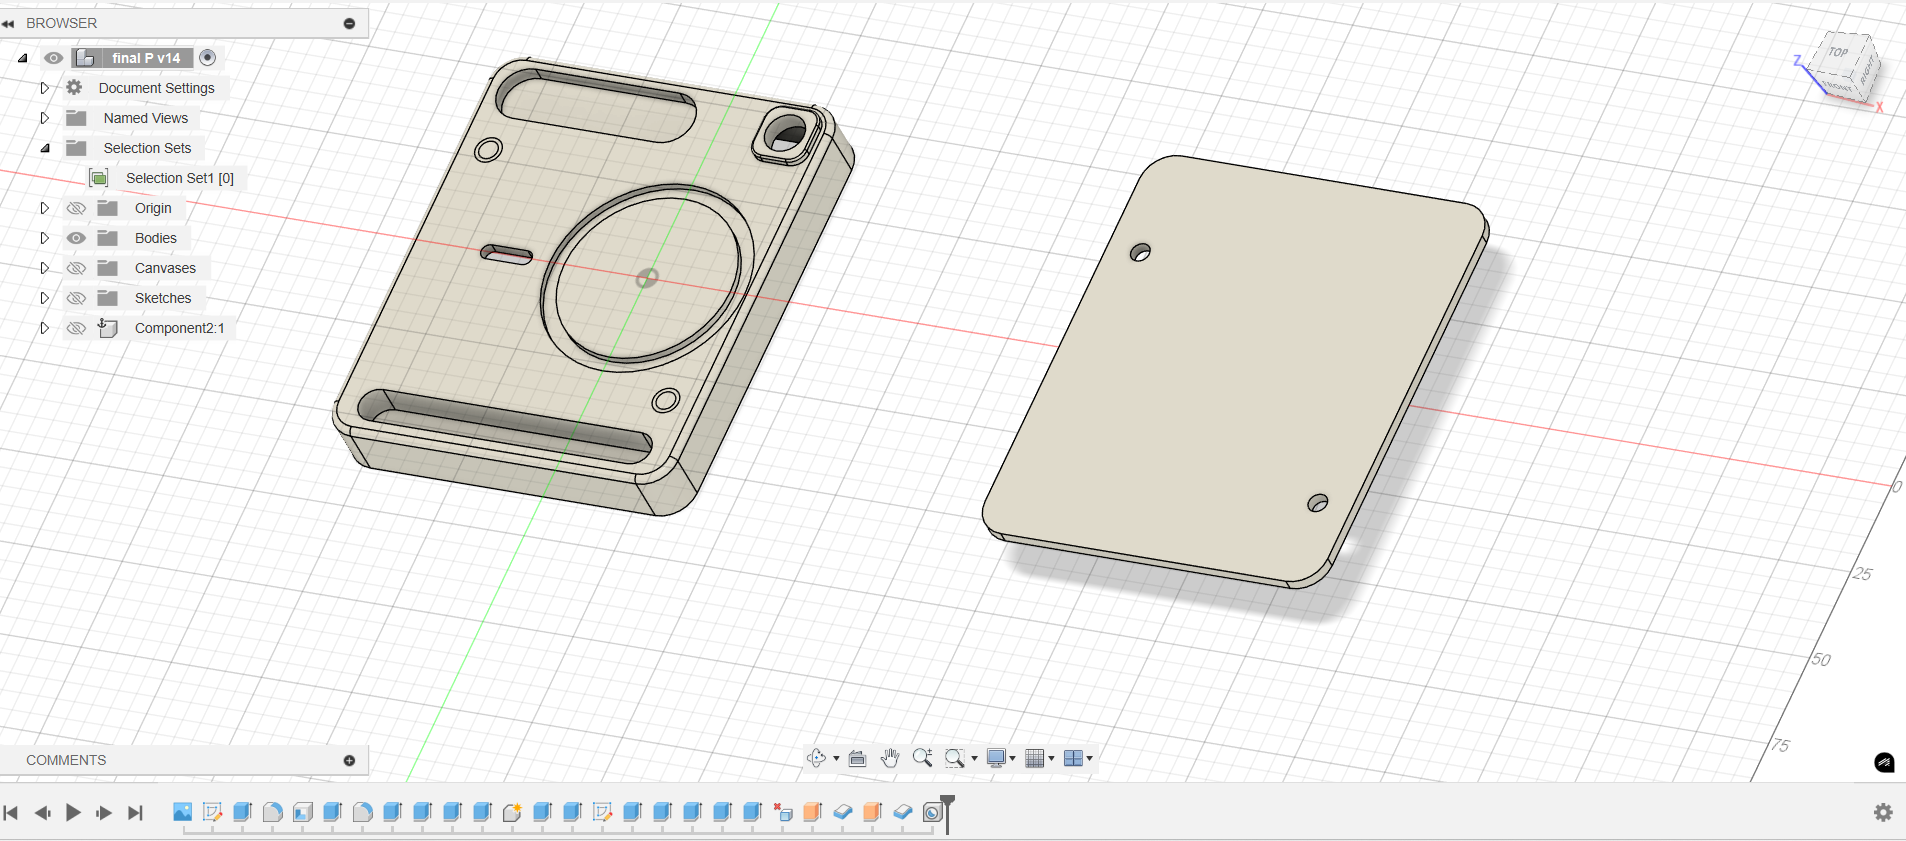 BROWSER
final P v14
Document Settings
Named Views
Selection Sets
Selection Set1 [0]
Origin
Bodies
Canvases
Sketches
Component2:1
TOP
FRONT
RIGHT
Z
X
0
25
50
75
COMMENTS